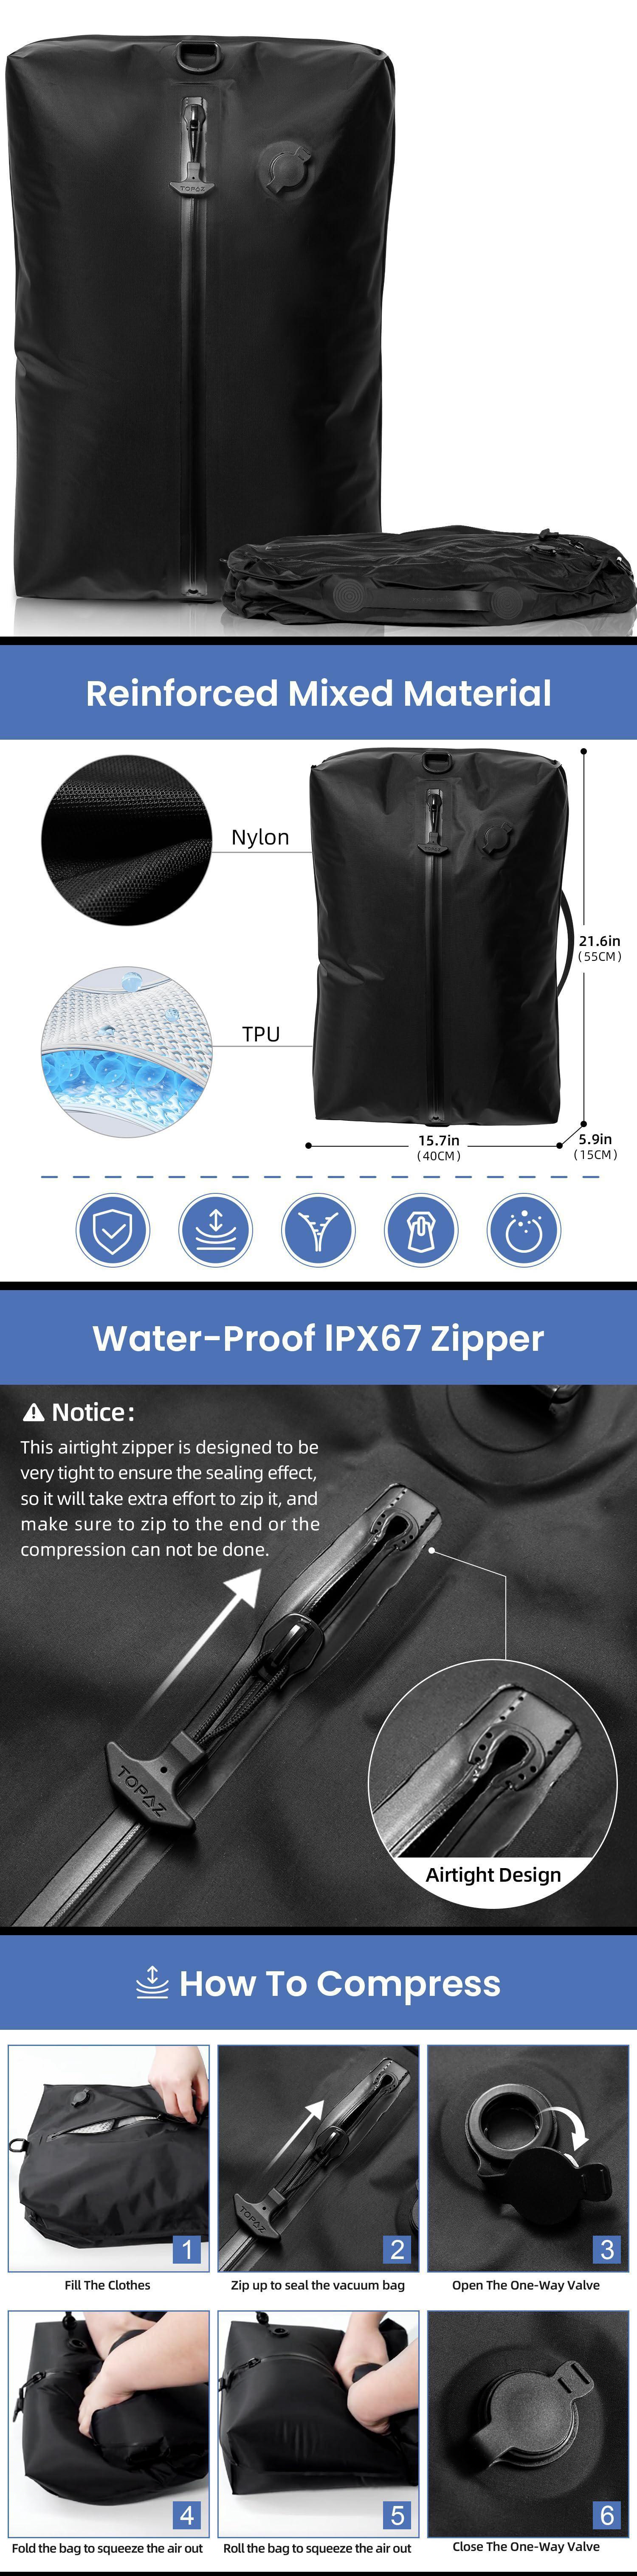 TOPAZ
Reinforced Mixed Material
Nylon
TOPAZ
21.6in
(55CM)
TPU
15.7in
(40CM)
5.9in
(15CM)
Water-Proof lPX67 Zipper
Notice:
This airtight zipper is designed to be
very tight to ensure the sealing effect,
so it will take extra effort to zip it, and
make sure to zip to the end or the
compression can not be done.
TOPAZ
Airtight Design
How To Compress
1
TOPAZ
2
3
Fill The Clothes
Zip up to seal the vacuum bag
Open The One-Way Valve
4
5
6
Fold the bag to squeeze the air out
Roll the bag to squeeze the air out
Close The One-Way Valve